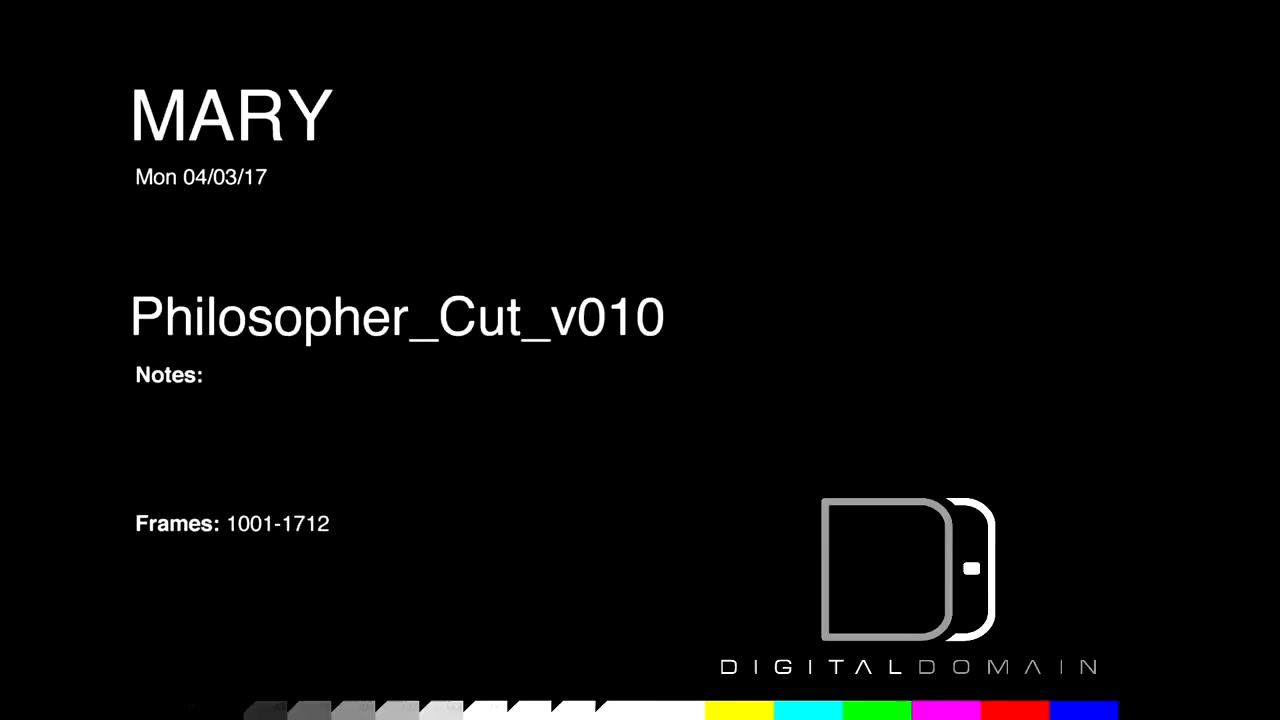 MARY
Mon 04/03/17
Philosopher_Cut_v010
Notes:
Frames: 1001-1712
DIGITALDOMAIN